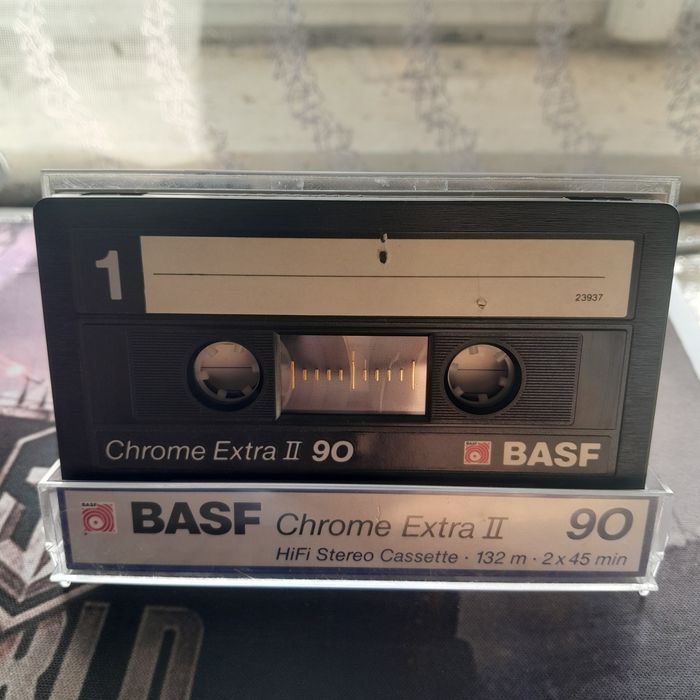 1
23937
Chrome Extra II 90
BASF
BASF
BASF Chrome Extra II 90
HiFi Stereo Cassette · 132 m · 2 x 45 min